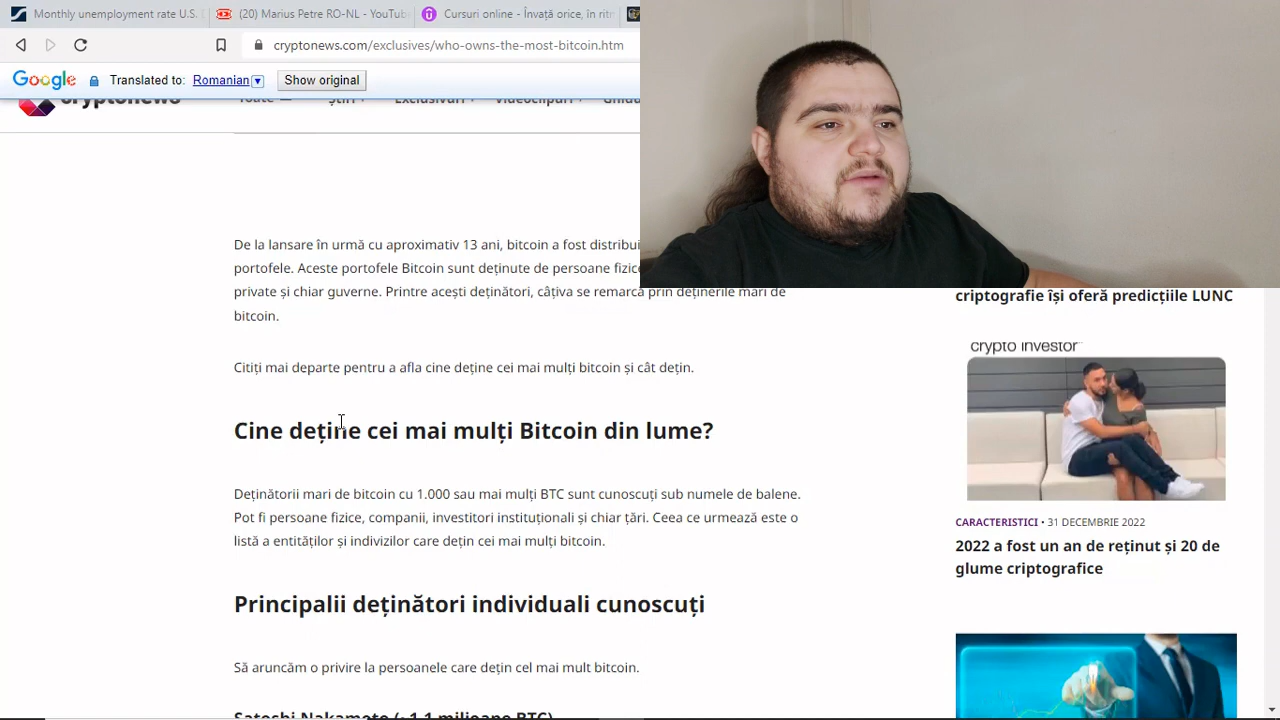 Monthly unemployment rate U.S.
(20) Marius Petre RO-NL - YouTub
Cursuri online - Învață orice, în ritm
cryptonews.com/exclusives/who-owns-the-most-bitcoin.htm
Google Translated to: Romanian Show original
cryptonews Toate Știri Exclusivuri Videoclipuri
De la lansare în urmă cu aproximativ 13 ani, bitcoin a fost distribui
portofele. Aceste portofele Bitcoin sunt deținute de persoane fizice
private și chiar guverne. Printre acești deținători, câțiva se remarcă prin deținerile mari de
bitcoin.
Citiți mai departe pentru a afla cine deține cei mai mulți bitcoin și cât dețin.
Cine deține cei mai mulți Bitcoin din lume?
Deținătorii mari de bitcoin cu 1.000 sau mai mulți BTC sunt cunoscuți sub numele de balene.
Pot fi persoane fizice, companii, investitori instituționali și chiar țări. Ceea ce urmează este o
listă a entităților și indivizilor care dețin cei mai mulți bitcoin.
Principalii deținători individuali cunoscuți
Să aruncăm o privire la persoanele care dețin cel mai mult bitcoin.
Satoshi Nakamoto (~1,1 milioane BTC)
criptografie își oferă predicțiile LUNC
crypto investor
CARACTERISTICI • 31 DECEMBRIE 2022
2022 a fost un an de reținut și 20 de
glume criptografice